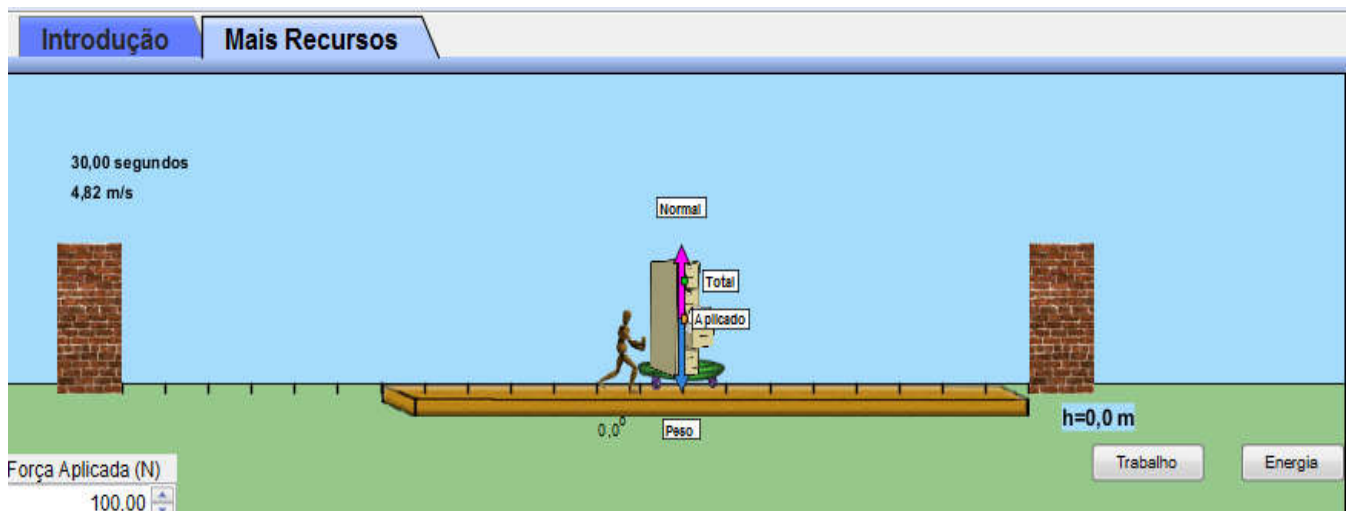 Introdução
Mais Recursos
30,00 segundos
4,82 m/s
Normal
Total
Aplicado
0,0⁰
Peso
h=0,0 m
Trabalho
Energia
Força Aplicada (N)
100.00